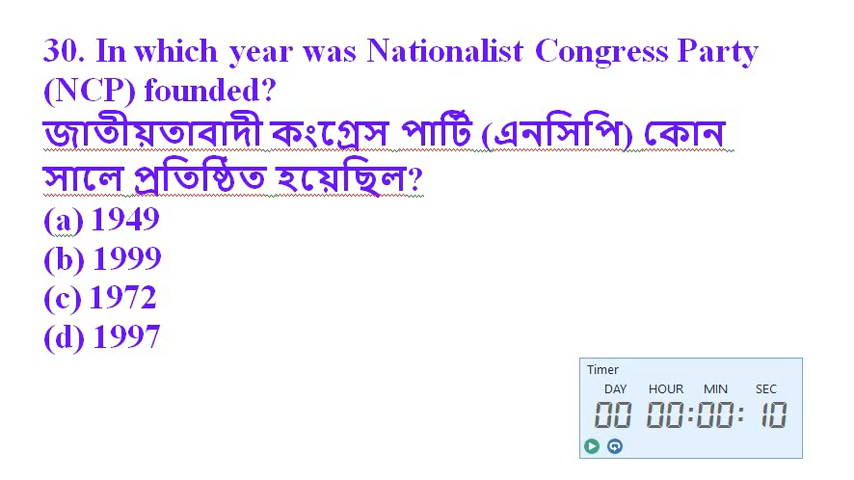 30. In which year was Nationalist Congress Party
(NCP) founded?
জাতীয়তাবাদী কংগ্রেস পার্টি (এনসিপি) কোন
সালে প্রতিষ্ঠিত হয়েছিল?
(a) 1949
(b) 1999
(c) 1972
(d) 1997
Timer
DAY HOUR MIN SEC
00 00:00: 10